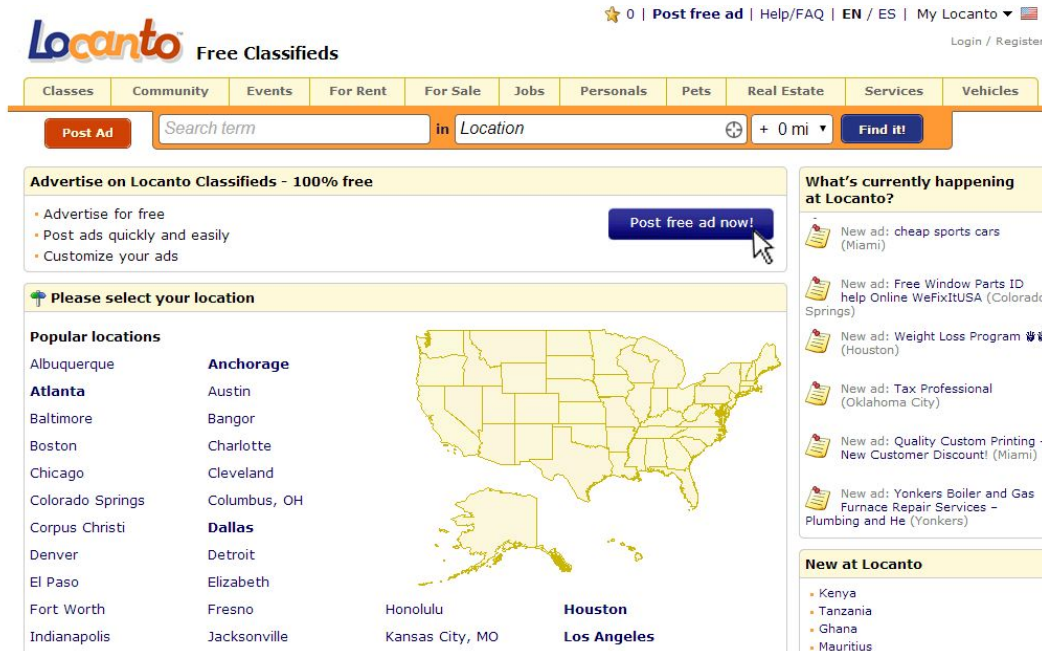 0 | Post free ad | Help/FAQ | EN / ES | My Locanto
Locanto Free Classifieds
Login / Register
Classes Community Events For Rent For Sale Jobs Personals Pets Real Estate Services Vehicles
Post Ad Search term in Location + 0 mi Find it!
Advertise on Locanto Classifieds - 100% free
Advertise for free
Post ads quickly and easily
Customize your ads
Post free ad now!
Please select your location
Popular locations
Albuquerque Anchorage
Atlanta Austin
Baltimore Bangor
Boston Charlotte
Chicago Cleveland
Colorado Springs Columbus, OH
Corpus Christi Dallas
Denver Detroit
El Paso Elizabeth
Fort Worth Fresno Honolulu Houston
Indianapolis Jacksonville Kansas City, MO Los Angeles
What's currently happening
at Locanto?
New ad: cheap sports cars
(Miami)
New ad: Free Window Parts ID
help Online WeFixItUSA (Colorado
Springs)
New ad: Weight Loss Program
(Houston)
New ad: Tax Professional
(Oklahoma City)
New ad: Quality Custom Printing -
New Customer Discount! (Miami)
New ad: Yonkers Boiler and Gas
Furnace Repair Services –
Plumbing and He (Yonkers)
New at Locanto
Kenya
Tanzania
Ghana
Mauritius